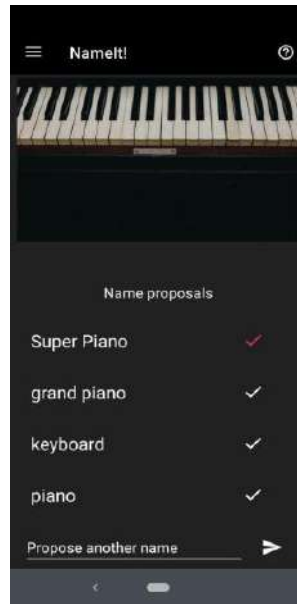 NameIt!
Name proposals
Super Piano
grand piano
keyboard
piano
Propose another name